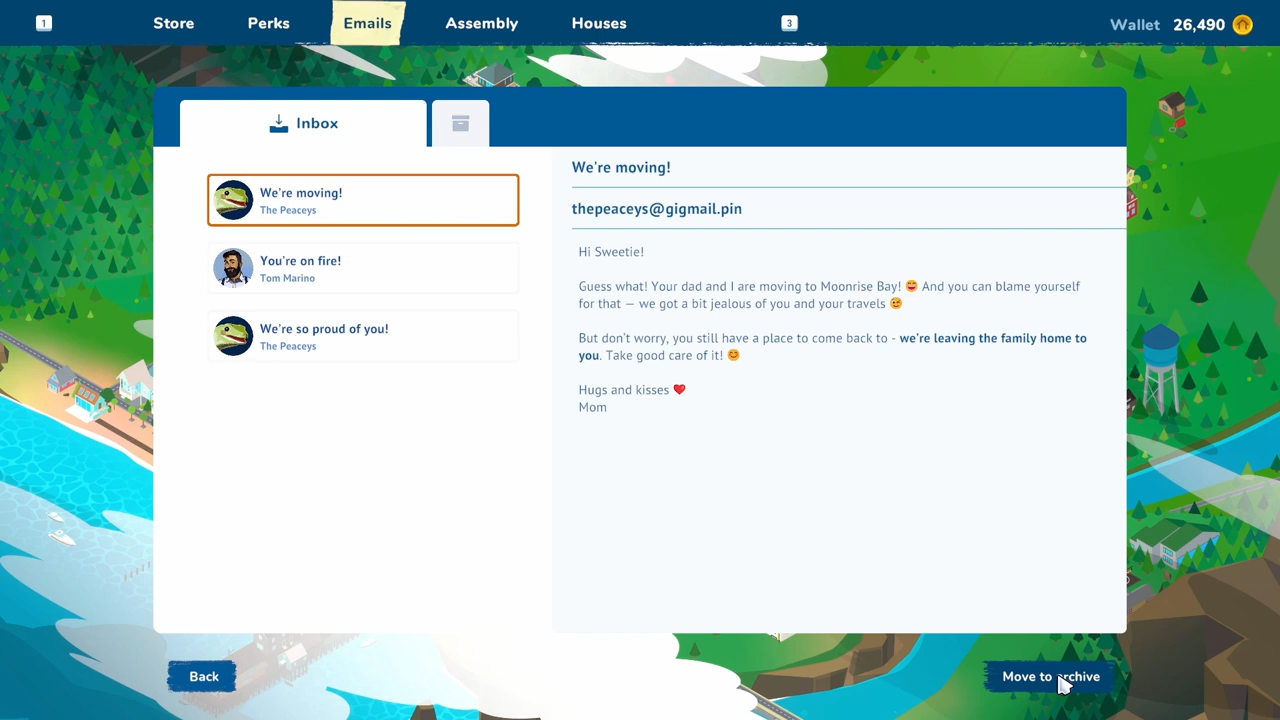 1 Store Perks Emails Assembly Houses 3 Wallet 26,490
Inbox
We're moving!
The Peaceys
You're on fire!
Tom Marino
We're so proud of you!
The Peaceys
We're moving!
thepeaceys@gigmail.pin
Hi Sweetie!
Guess what! Your dad and I are moving to Moonrise Bay! 😄 And you can blame yourself
for that — we got a bit jealous of you and your travels 😉
But don't worry, you still have a place to come back to - we're leaving the family home to
you. Take good care of it! 😊
Hugs and kisses ❤
Mom
Back
Move to archive